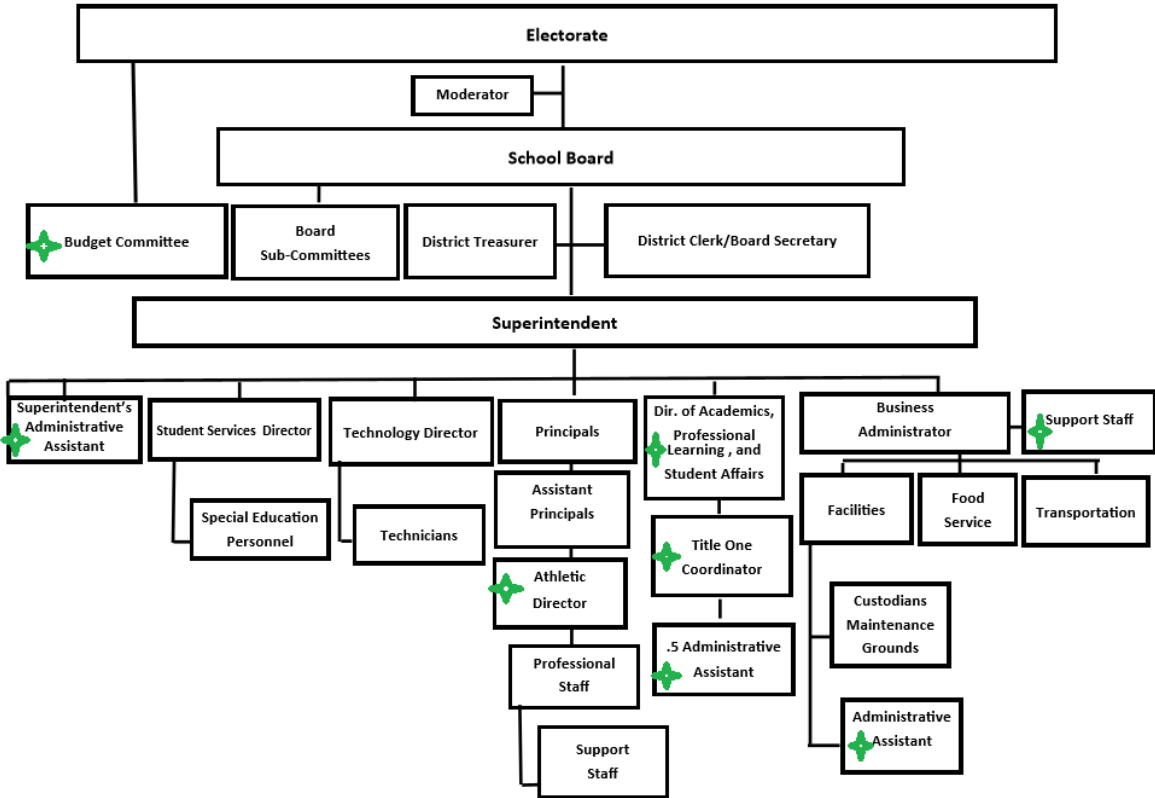 Electorate
Moderator
School Board
Budget Committee
Board
Sub-Committees
District Treasurer
District Clerk/Board Secretary
Superintendent
Superintendent's
Administrative
Assistant
Student Services Director
Technology Director
Principals
Dir. of Academics,
Professional
Learning , and
Student Affairs
Business
Administrator
Support Staff
Special Education
Personnel
Technicians
Assistant
Principals
Title One
Coordinator
Facilities
Food
Service
Transportation
Athletic
Director
.5 Administrative
Assistant
Custodians
Maintenance
Grounds
Professional
Staff
Administrative
Assistant
Support
Staff